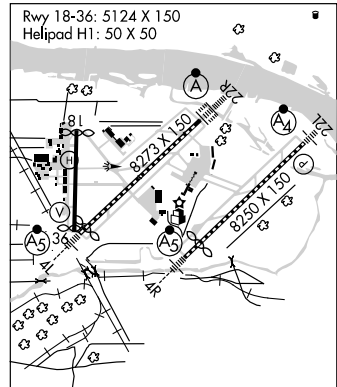 Rwy 18-36: 5124 X 150
Helipad H1: 50 X 50
A
22R
A4
22L
18
H
8273 X 150
P
8250 X 150
V
A5
36
A5
4L
4R